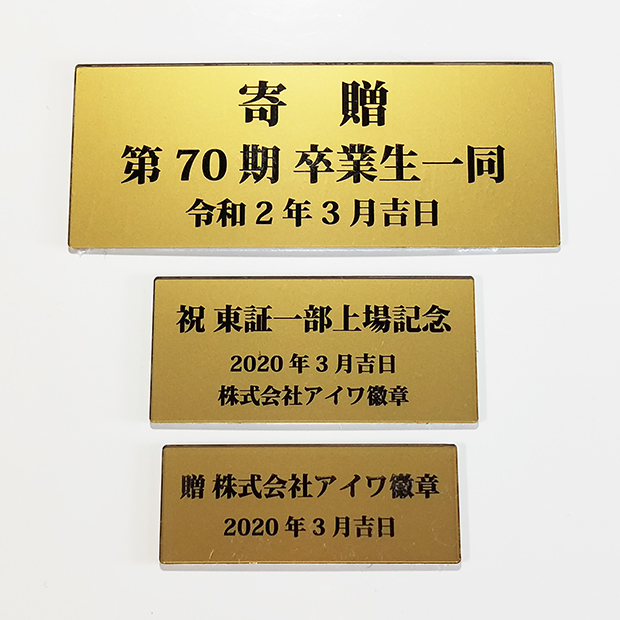 寄 贈
第 70 期 卒業生一同
令和 2 年 3 月吉日
祝 東証一部上場記念
2020 年 3 月吉日
株式会社アイワ徽章
贈 株式会社アイワ徽章
2020 年 3 月吉日